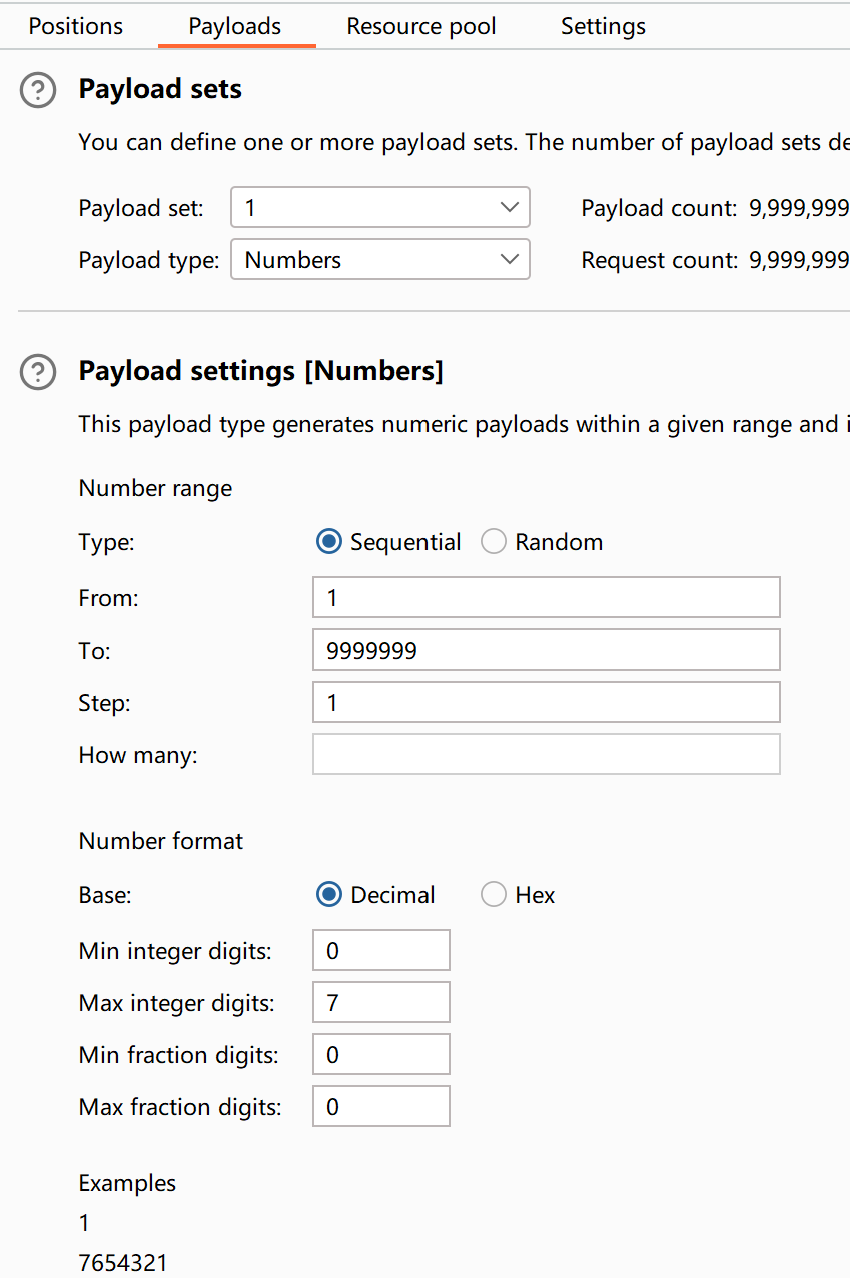 Positions Payloads Resource pool Settings
? Payload sets
You can define one or more payload sets. The number of payload sets de
Payload set: 1 Payload count: 9,999,999
Payload type: Numbers Request count: 9,999,999
? Payload settings [Numbers]
This payload type generates numeric payloads within a given range and i
Number range
Type: Sequential Random
From: 1
To: 9999999
Step: 1
How many:
Number format
Base: Decimal Hex
Min integer digits: 0
Max integer digits: 7
Min fraction digits: 0
Max fraction digits: 0
Examples
1
7654321